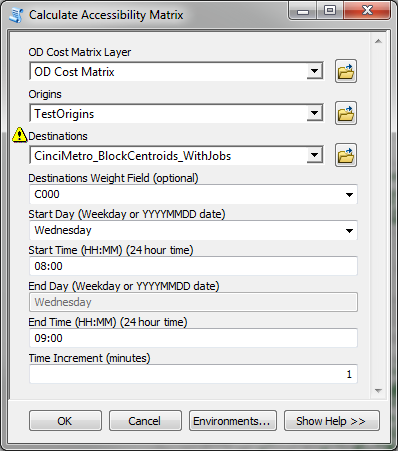 Calculate Accessibility Matrix
OD Cost Matrix Layer
OD Cost Matrix
Origins
TestOrigins
Destinations
CinciMetro_BlockCentroids_WithJobs
Destinations Weight Field (optional)
C000
Start Day (Weekday or YYYYMMDD date)
Wednesday
Start Time (HH:MM) (24 hour time)
08:00
End Day (Weekday or YYYYMMDD date)
Wednesday
End Time (HH:MM) (24 hour time)
09:00
Time Increment (minutes)
1
OK Cancel Environments... Show Help >>